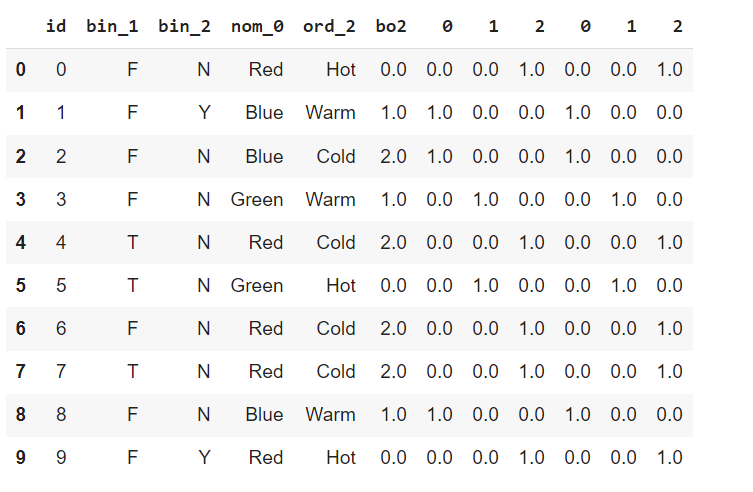 id bin_1 bin_2 nom_0 ord_2 bo2 0 1 2 0 1 2
0 0 F N Red Hot 0.0 0.0 0.0 1.0 0.0 0.0 1.0
1 1 F Y Blue Warm 1.0 1.0 0.0 0.0 1.0 0.0 0.0
2 2 F N Blue Cold 2.0 1.0 0.0 0.0 1.0 0.0 0.0
3 3 F N Green Warm 1.0 0.0 1.0 0.0 0.0 1.0 0.0
4 4 T N Red Cold 2.0 0.0 0.0 1.0 0.0 0.0 1.0
5 5 T N Green Hot 0.0 0.0 1.0 0.0 0.0 1.0 0.0
6 6 F N Red Cold 2.0 0.0 0.0 1.0 0.0 0.0 1.0
7 7 T N Red Cold 2.0 0.0 0.0 1.0 0.0 0.0 1.0
8 8 F N Blue Warm 1.0 1.0 0.0 0.0 1.0 0.0 0.0
9 9 F Y Red Hot 0.0 0.0 0.0 1.0 0.0 0.0 1.0